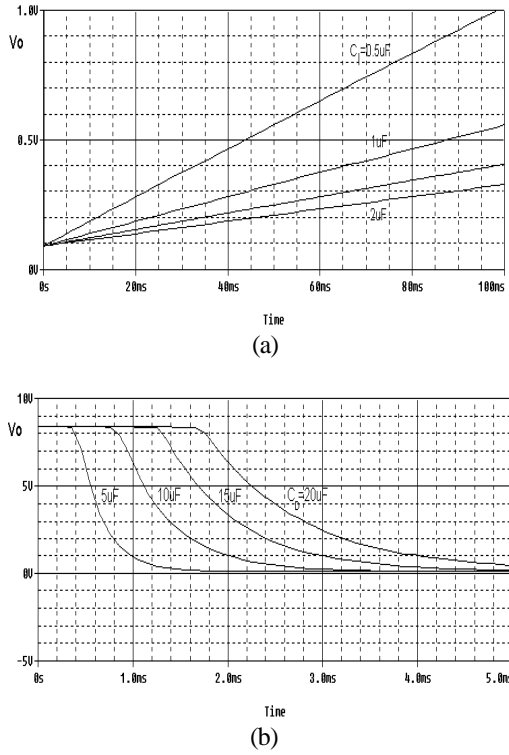 1.0V
Vo
C_I=0.5uF
0.5V
1uF
2uF
0V
0s 20ms 40ms 60ms 80ms 100ms
Time
(a)
10V
Vo
5V
5uF 10uF 15uF C_D=20uF
0V
-5V
0s 1.0ms 2.0ms 3.0ms 4.0ms 5.0ms
Time
(b)